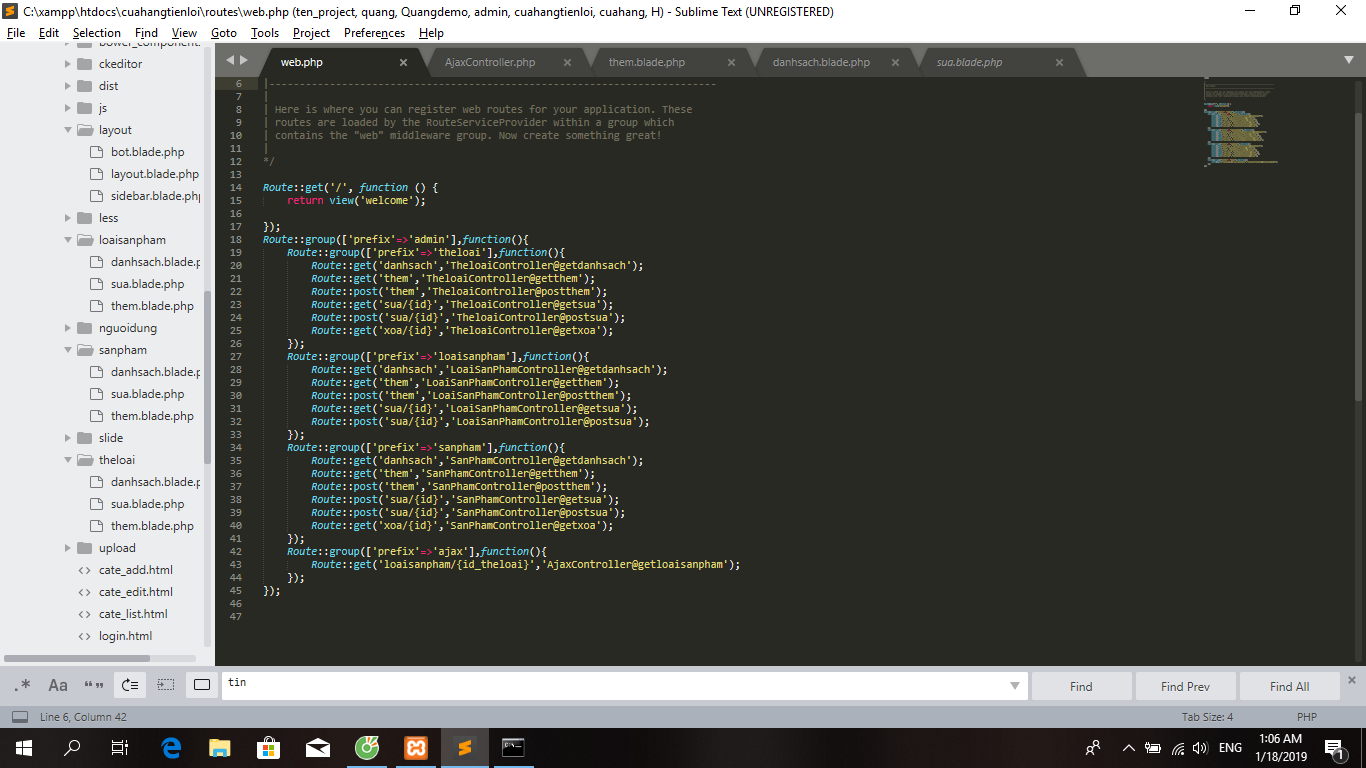 C:\xampp\htdocs\cuahangtienloi\routes\web.php (ten_project, quang, Quangdemo, admin, cuahangtienloi, cuahang, H) - Sublime Text (UNREGISTERED)
File Edit Selection Find View Goto Tools Project Preferences Help
bower_component
ckeditor
dist
js
layout
bot.blade.php
layout.blade.php
sidebar.blade.php
less
loaisanpham
danhsach.blade.p
sua.blade.php
them.blade.php
nguoidung
sanpham
danhsach.blade.p
sua.blade.php
them.blade.php
slide
theloai
danhsach.blade.p
sua.blade.php
them.blade.php
upload
<> cate_add.html
<> cate_edit.html
<> cate_list.html
<> login.html
web.php × AjaxController.php × them.blade.php × danhsach.blade.php × sua.blade.php ×
6 |--------------------------------------------------------------------------
7 |
8 | Here is where you can register web routes for your application. These
9 | routes are loaded by the RouteServiceProvider within a group which
10 | contains the "web" middleware group. Now create something great!
11 |
12 */
13
14 Route::get('/', function () {
15 return view('welcome');
16
17 });
18 Route::group(['prefix'=>'admin'],function(){
19 Route::group(['prefix'=>'theloai'],function(){
20 Route::get('danhsach','TheloaiController@getdanhsach');
21 Route::get('them','TheloaiController@getthem');
22 Route::post('them','TheloaiController@postthem');
23 Route::get('sua/{id}','TheloaiController@getsua');
24 Route::post('sua/{id}','TheloaiController@postsua');
25 Route::get('xoa/{id}','TheloaiController@getxoa');
26 });
27 Route::group(['prefix'=>'loaisanpham'],function(){
28 Route::get('danhsach','LoaiSanPhamController@getdanhsach');
29 Route::get('them','LoaiSanPhamController@getthem');
30 Route::post('them','LoaiSanPhamController@postthem');
31 Route::get('sua/{id}','LoaiSanPhamController@getsua');
32 Route::post('sua/{id}','LoaiSanPhamController@postsua');
33 });
34 Route::group(['prefix'=>'sanpham'],function(){
35 Route::get('danhsach','SanPhamController@getdanhsach');
36 Route::get('them','SanPhamController@getthem');
37 Route::post('them','SanPhamController@postthem');
38 Route::post('sua/{id}','SanPhamController@getsua');
39 Route::post('sua/{id}','SanPhamController@postsua');
40 Route::get('xoa/{id}','SanPhamController@getxoa');
41 });
42 Route::group(['prefix'=>'ajax'],function(){
43 Route::get('loaisanpham/{id_theloai}','AjaxController@getloaisanpham');
44 });
45 });
46
47
.* Aa “” tin Find Find Prev Find All ×
Line 6, Column 42 Tab Size: 4 PHP
ENG 1:06 AM
1/18/2019 1